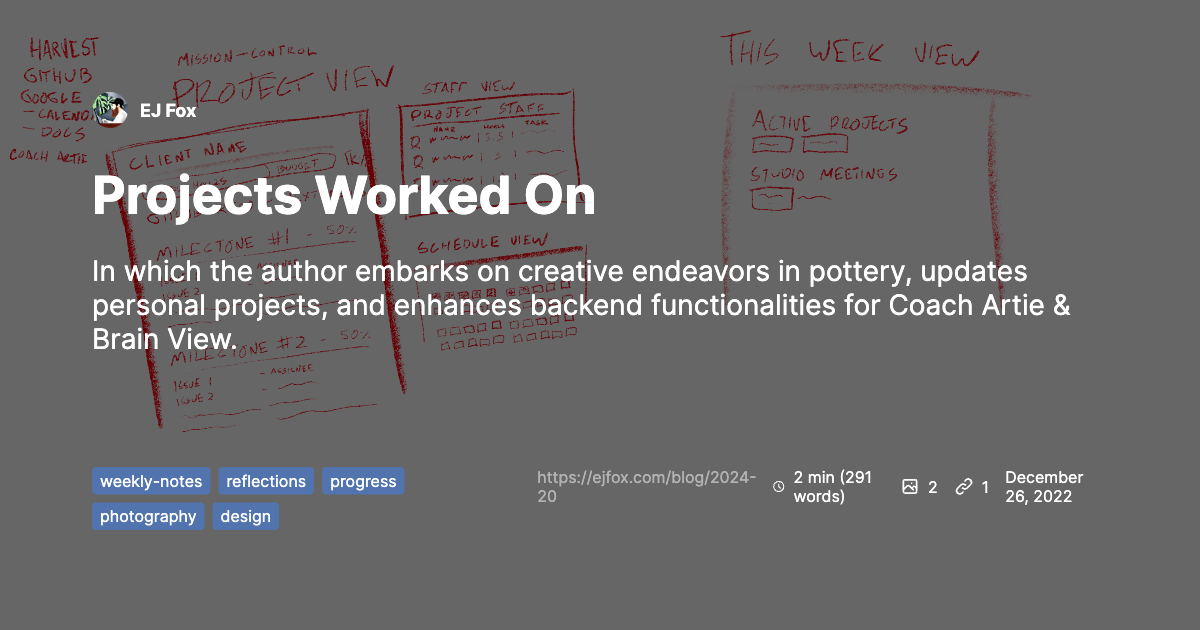 HARVEST
GITHUB
GOOGLE
- CALEND
- DOCS
COACH ARTIE
MISSION-CONTROL
PROJECT VIEW
CLIENT NAME
BUDGET
MILESTONE #1 - 50%
MILESTONE #2 - 50%
- ASSIGNEE
ISSUE 1
ISSUE 2
STAFF VIEW
PROJECT STAFF
NAME TASK
SCHEDULE VIEW
THIS WEEK VIEW
ACTIVE PROJECTS
STUDIO MEETINGS
EJ Fox
Projects Worked On
In which the author embarks on creative endeavors in pottery, updates
personal projects, and enhances backend functionalities for Coach Artie &
Brain View.
weekly-notes reflections progress
photography design
https://ejfox.com/blog/2024-
20
2 min (291
words)
2
1
December
26, 2022